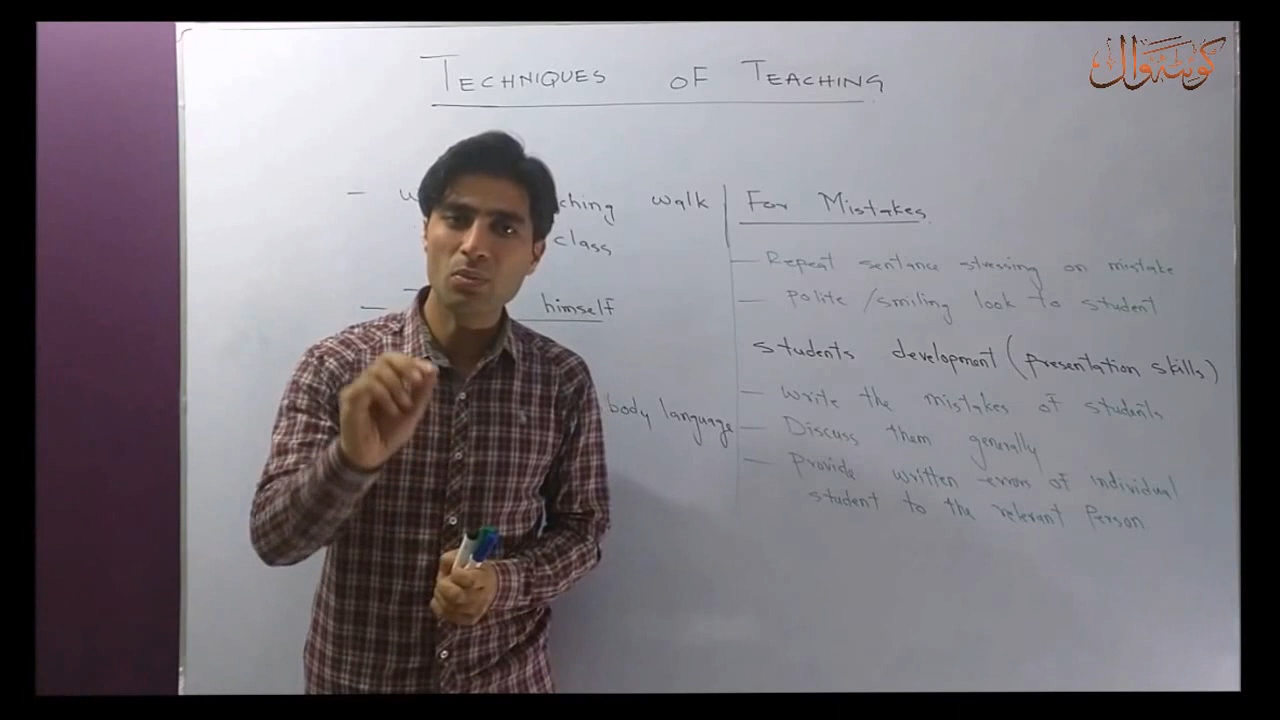 TECHNIQUES OF TEACHING
ching walk
class
himself
body language
For Mistakes
- Repeat sentance stressing on mistake
- Polite / smiling look to student
students development (presentation skills)
- Write the mistakes of students
- Discuss them generally
- Provide written errors of individual
student to the relevant Person